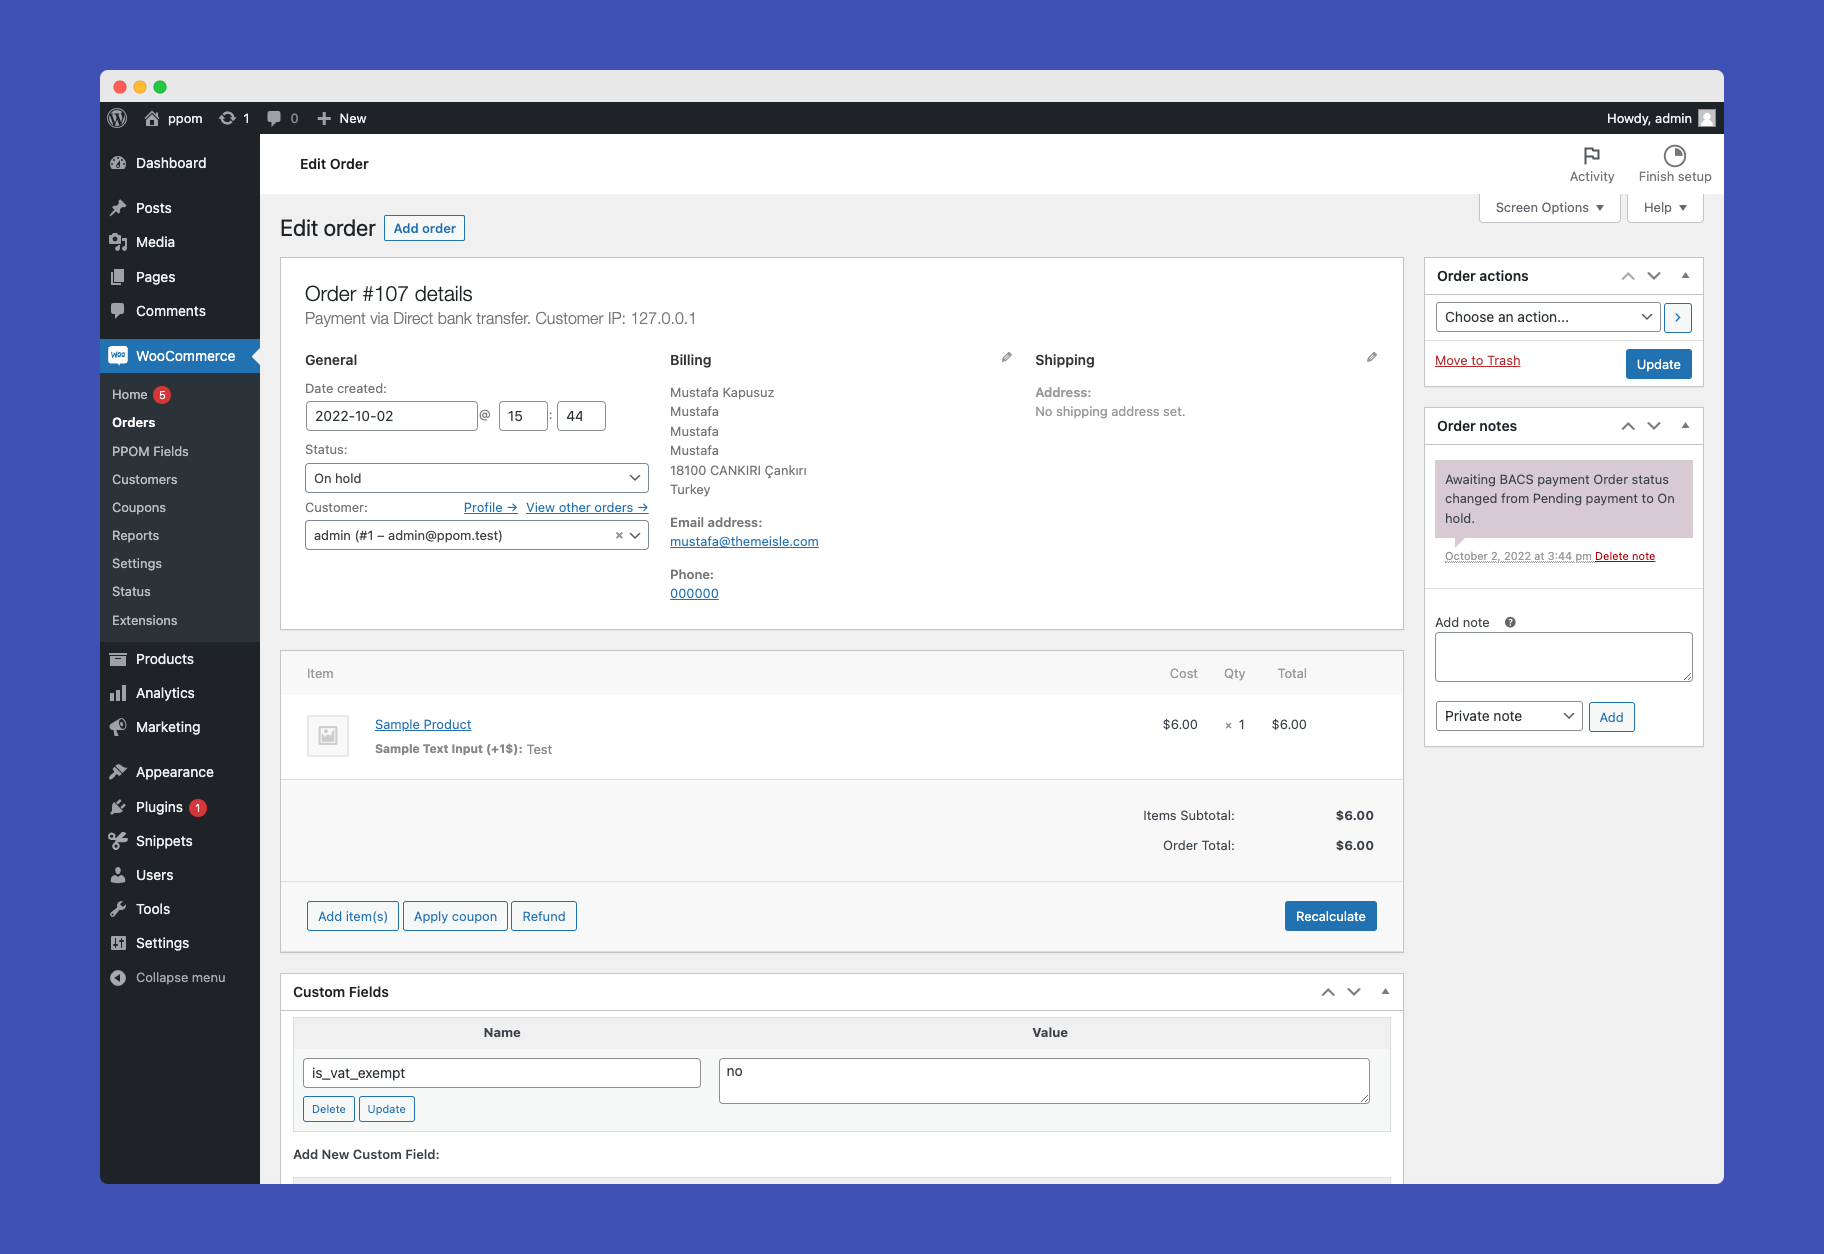 ppom
1
0
New
Howdy, admin
Dashboard
Posts
Media
Pages
Comments
WooCommerce
Home 5
Orders
PPOM Fields
Customers
Coupons
Reports
Settings
Status
Extensions
Products
Analytics
Marketing
Appearance
Plugins 1
Snippets
Users
Tools
Settings
Collapse menu
Edit Order
Activity
Finish setup
Screen Options
Help
Edit order
Add order
Order #107 details
Payment via Direct bank transfer. Customer IP: 127.0.0.1
General
Date created:
2022-10-02 @ 15 : 44
Status:
On hold
Customer: Profile → View other orders →
admin (#1 – admin@ppom.test) ×
Billing
Mustafa Kapusuz
Mustafa
Mustafa
Mustafa
18100 CANKIRI Çankırı
Turkey
Email address:
mustafa@themeisle.com
Phone:
000000
Shipping
Address:
No shipping address set.
Item Cost Qty Total
Sample Product $6.00 × 1 $6.00
Sample Text Input (+1$): Test
Items Subtotal: $6.00
Order Total: $6.00
Add item(s) Apply coupon Refund Recalculate
Custom Fields
Name Value
is_vat_exempt no
Delete Update
Add New Custom Field:
Order actions
Choose an action...
Move to Trash Update
Order notes
Awaiting BACS payment Order status
changed from Pending payment to On
hold.
October 2, 2022 at 3:44 pm Delete note
Add note
Private note Add